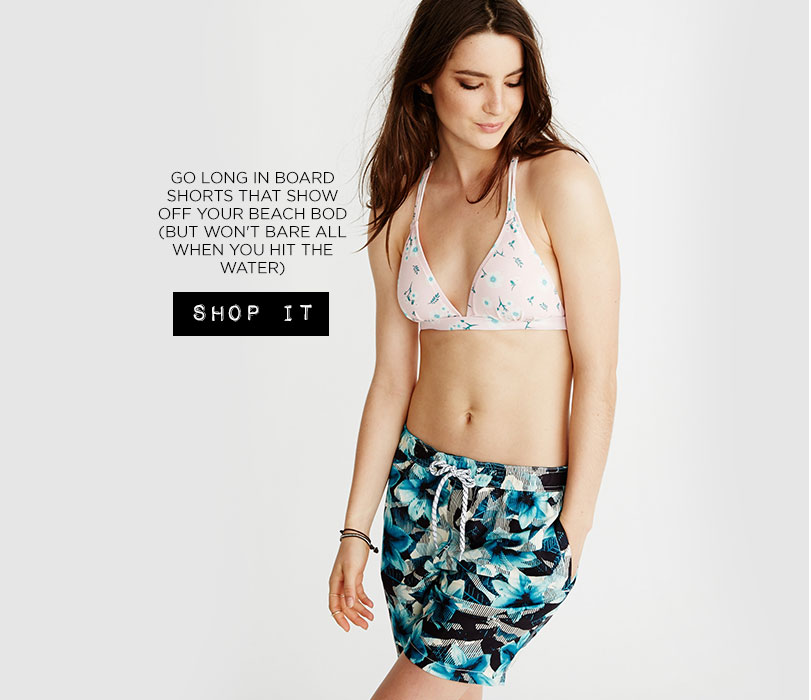 GO LONG IN BOARD
SHORTS THAT SHOW
OFF YOUR BEACH BOD
(BUT WON'T BARE ALL
WHEN YOU HIT THE
WATER)
SHOP IT